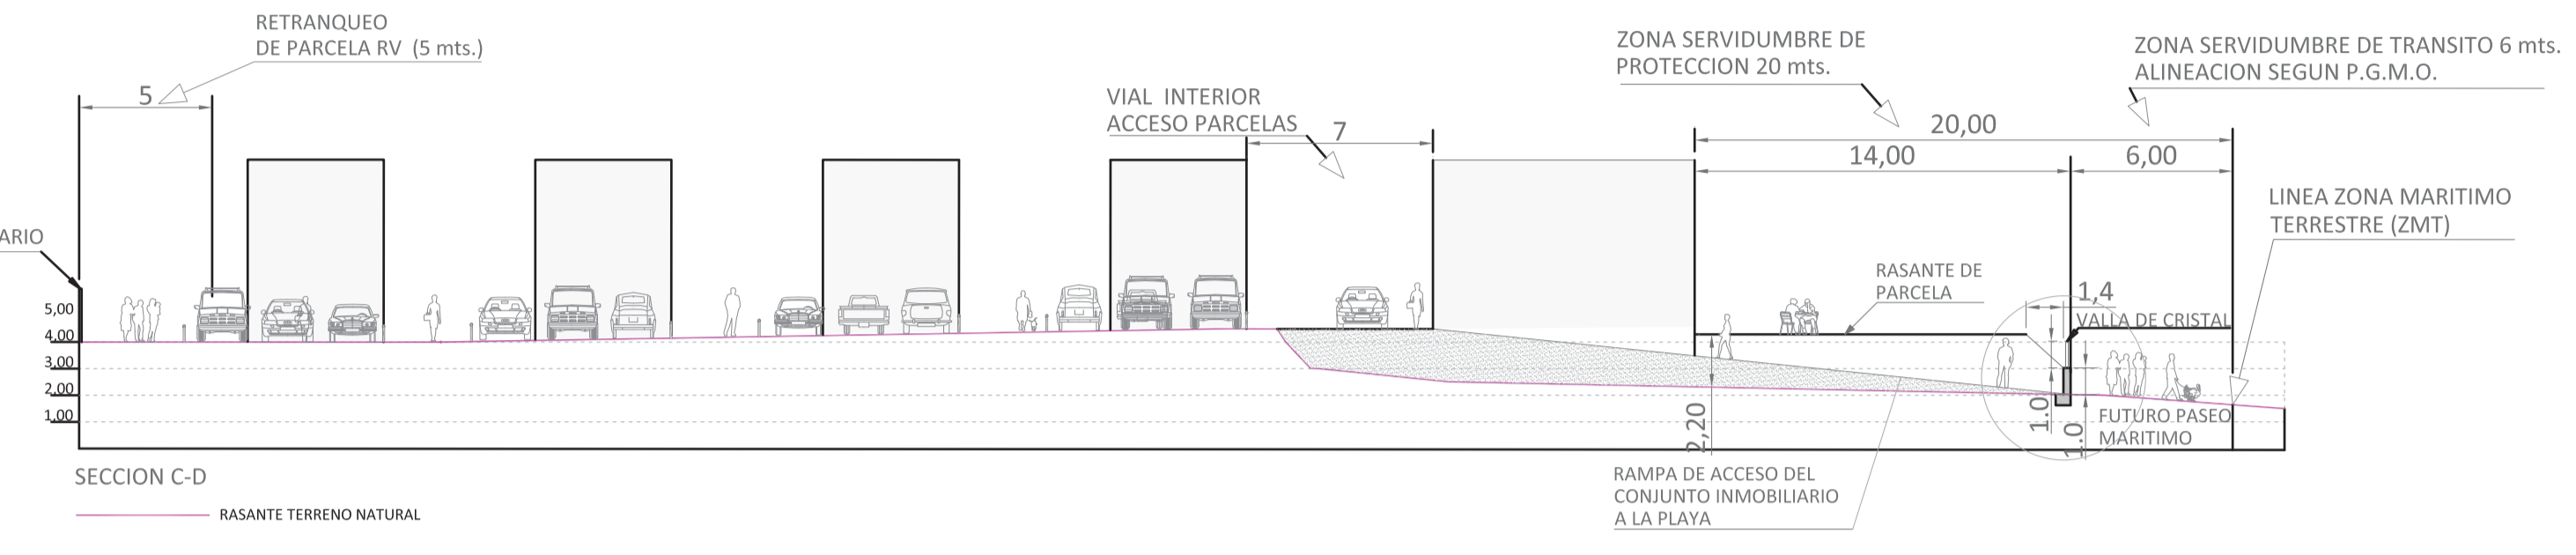 RETRANQUEO
DE PARCELA RV (5 mts.)
5
VIAL INTERIOR
ACCESO PARCELAS
7
ZONA SERVIDUMBRE DE
PROTECCION 20 mts.
ZONA SERVIDUMBRE DE TRANSITO 6 mts.
ALINEACION SEGUN P.G.M.O.
20,00
14,00
6,00
LINEA ZONA MARITIMO
TERRESTRE (ZMT)
ARIO
RASANTE DE
PARCELA
1,4
VALLA DE CRISTAL
5,00
4,00
3,00
2,00
1,00
2,20
1.0
1.0
FUTURO PASEO
MARITIMO
SECCION C-D
RASANTE TERRENO NATURAL
RAMPA DE ACCESO DEL
CONJUNTO INMOBILIARIO
A LA PLAYA